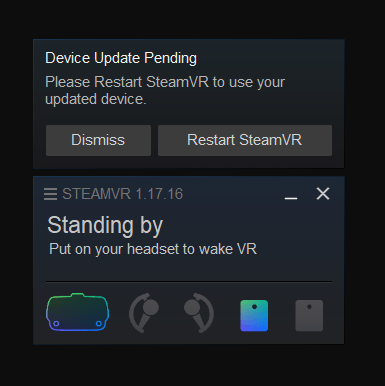 Device Update Pending
Please Restart SteamVR to use your
updated device.
Dismiss
Restart SteamVR
STEAMVR 1.17.16
Standing by
Put on your headset to wake VR